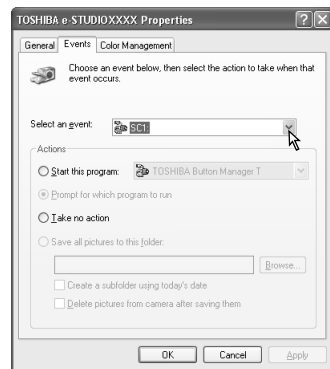 TOSHIBA e-STUDIOXXXX Properties
General Events Color Management
Choose an event below, then select the action to take when that
event occurs.
Select an event: SC1:
Actions
Start this program: TOSHIBA Button Manager T
Prompt for which program to run
Take no action
Save all pictures to this folder:
Browse...
Create a subfolder using today's date
Delete pictures from camera after saving them
OK Cancel Apply